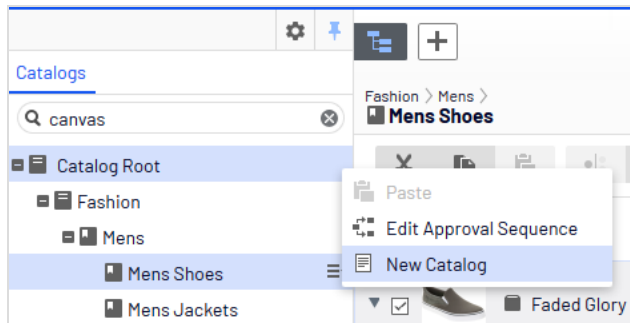 Catalogs
canvas
Catalog Root
Fashion
Mens
Mens Shoes
Mens Jackets
Fashion > Mens >
Mens Shoes
Paste
Edit Approval Sequence
New Catalog
Faded Glory